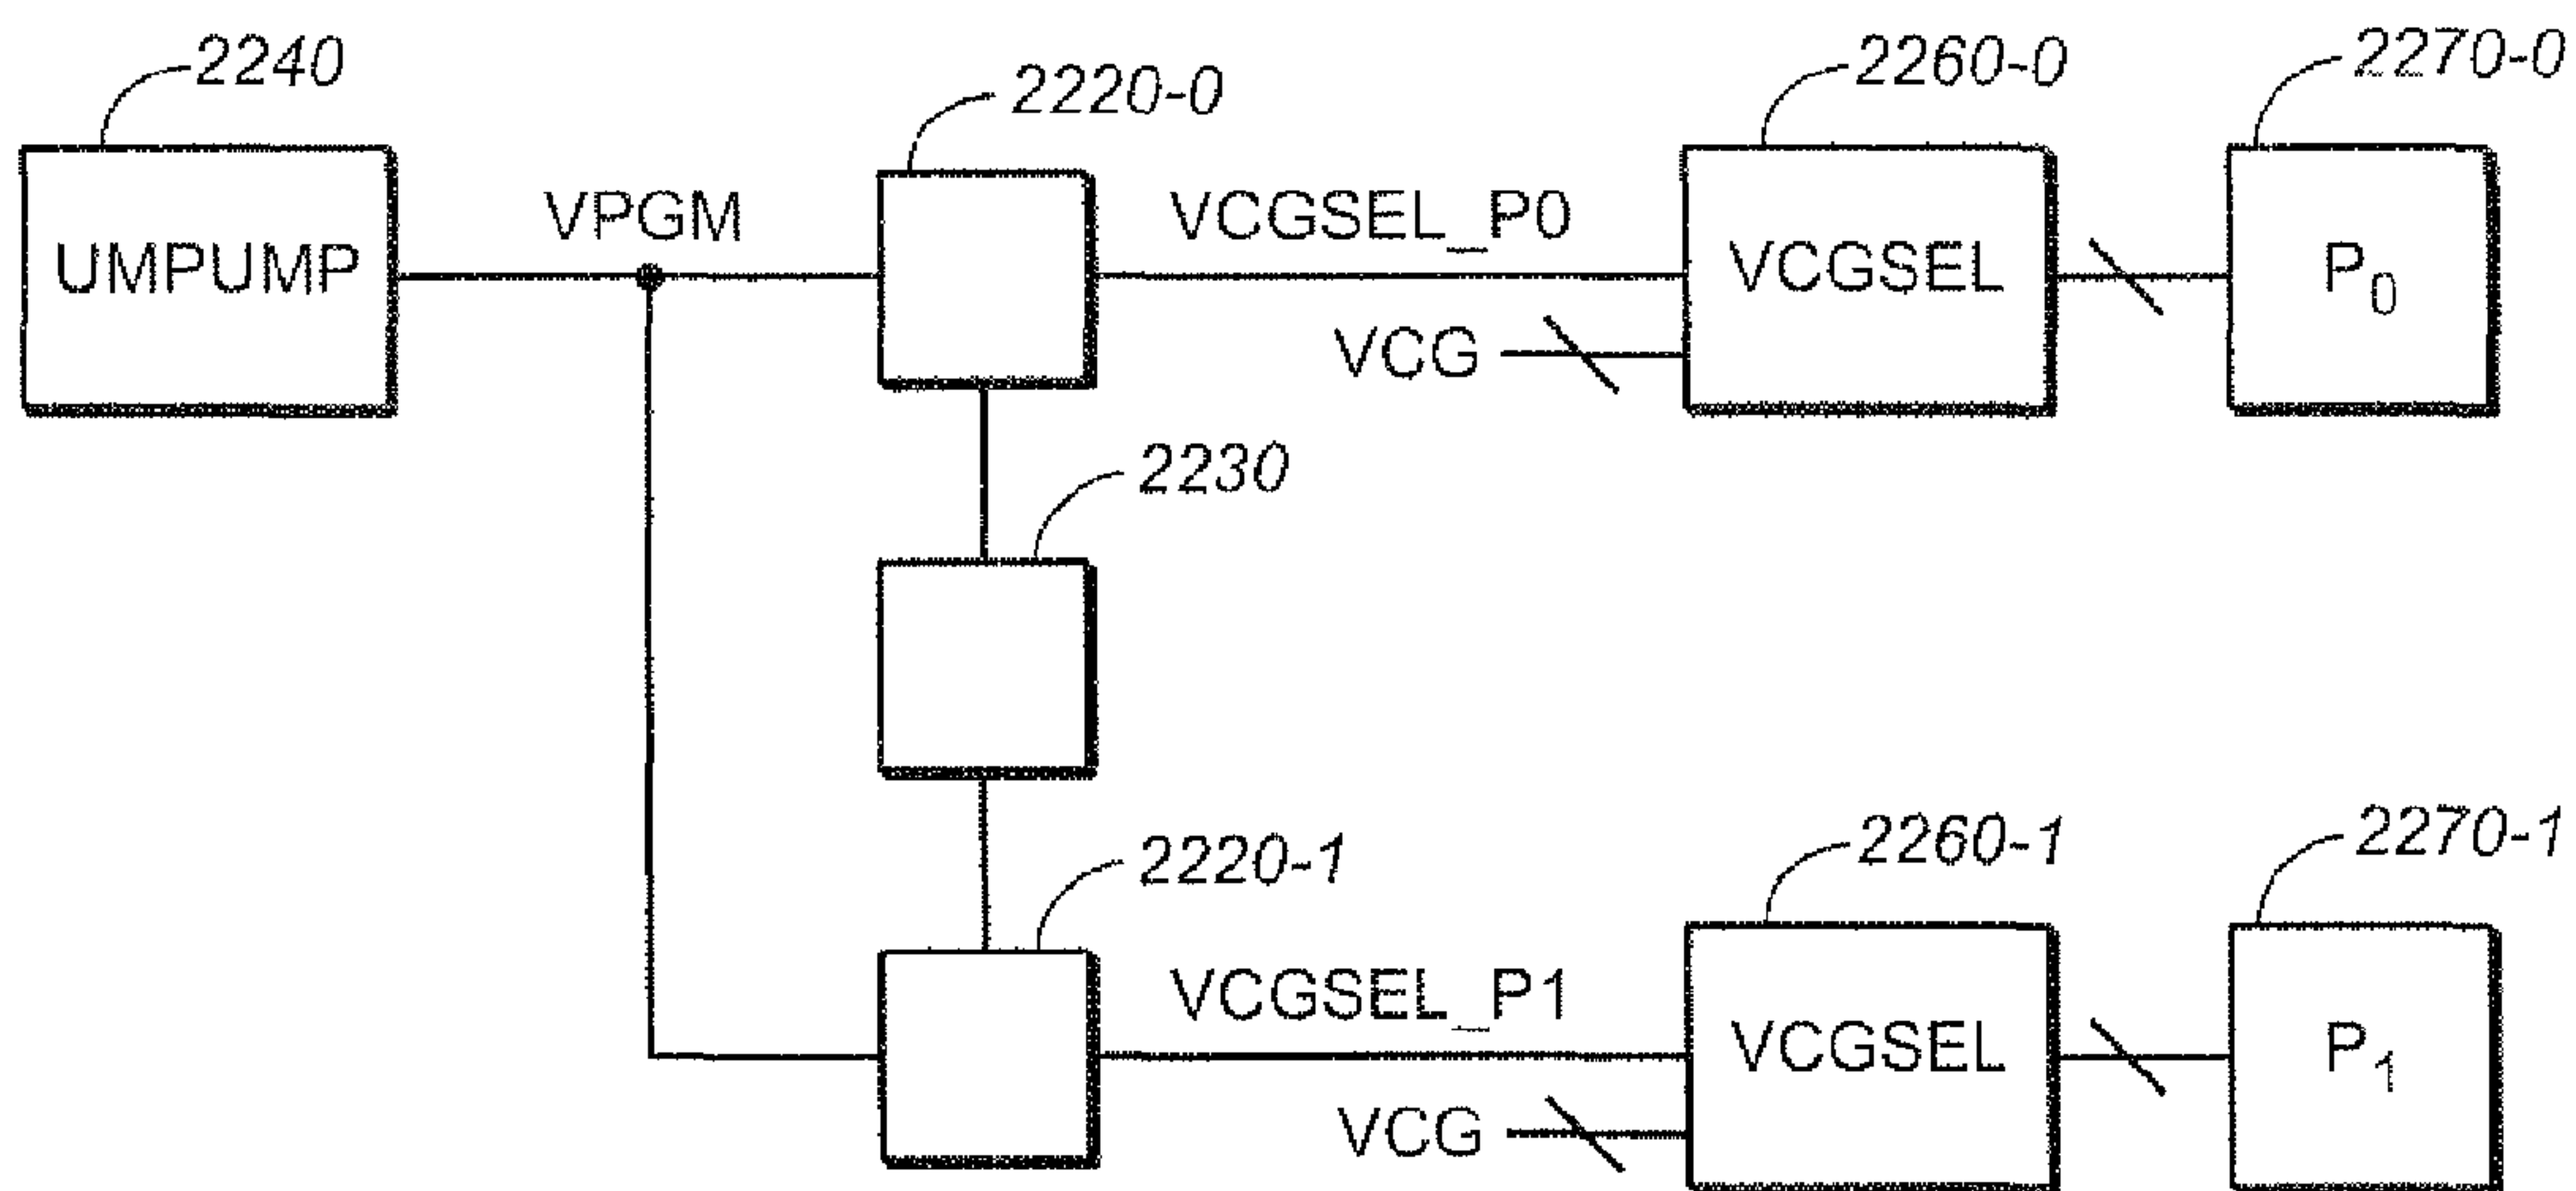 2240
2220-0
2260-0
2270-0
UMPUMP
VPGM
VCGSEL_P0
VCG
VCGSEL
P0
2230
2220-1
2260-1
2270-1
VCGSEL_P1
VCG
VCGSEL
P1